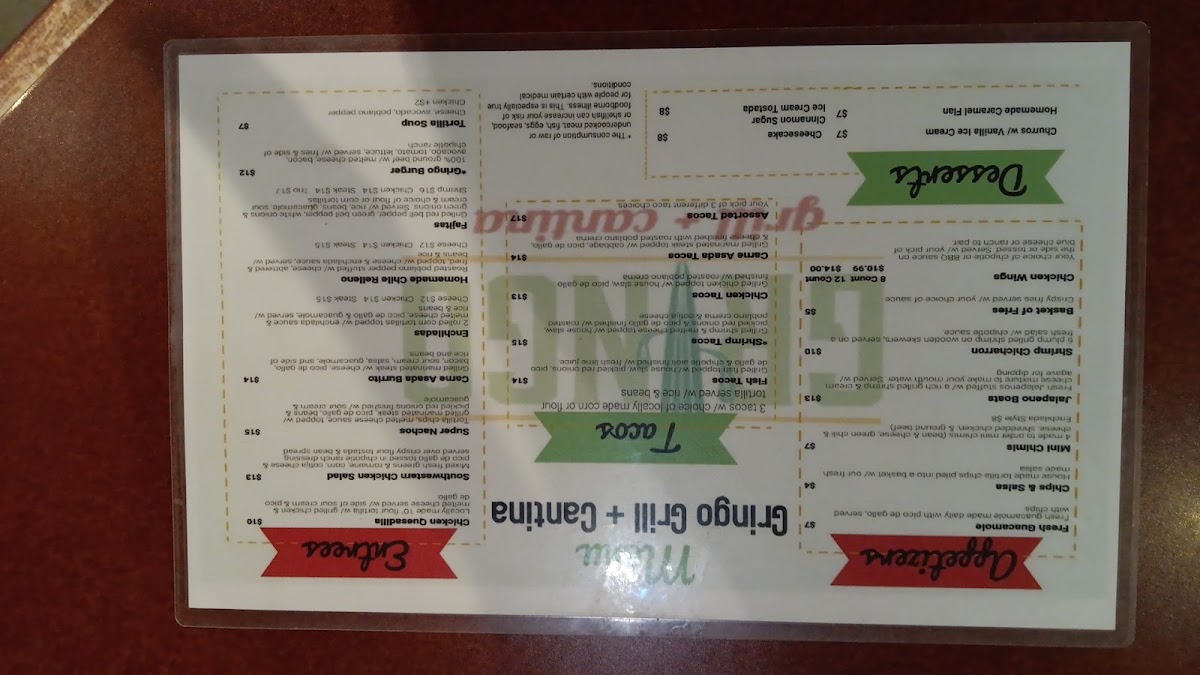 Menu
Gringo Grill + Cantina
Appetizers
Fresh Guacamole $7
Fresh guacamole made daily with pico de gallo, served
with chips
Chips & Salsa $4
House made tortilla chips piled into a basket w/ our fresh
made salsa
Mini Chimis $7
4 made to order mini chimis (bean & cheese, green chili &
cheese, shredded chicken, & ground beef)
Enchalada Style $8
Jalapeno Boats $13
Fresh Jalapenos stuffed w/ a rich grilled shrimp & cream
cheese mixture to make your mouth water. Served w/
agave for dipping
Shrimp Chicharron $10
6 plump grilled shrimp on wooden skewers, served on a
fresh salad w/ chipotle sauce.
Basket of Fries $5
Crispy fries served w/ your choice of sauce
Chicken Wings 8 Count 12 Count
$10.99 $14.00
Your choice of chipotle or BBQ w/ sauce on
the side or tossed. Served w/ your pick of
blue cheese or ranch to pair.
Desserts
Churros w/ Vanilla Ice Cream $7
Homemade Caramel Flan $7
Cheesecake $8
Cinnamon Sugar
Ice Cream Tostada $8
Tacos
3 tacos w/ choice of locally made corn or flour
tortilla served w/ rice & beans
Fish Tacos $14
Grilled fish topped w/ house slaw, pickled red onions, pico
de gallo & chipotle aioli finished w/ fresh lime juice.
*Shrimp Tacos $15
Grilled shrimp & melted cheese topped w/ house slaw,
pickled red onions & pico de gallo finished w/ roasted
poblano crema & cotija cheese
Chicken Tacos $13
Grilled chicken topped w/ house slaw, pico de gallo
finished w/ roasted poblano crema
Carne Asada Tacos $14
Grilled marinated steak topped w/ cabbage, pico de gallo,
& cheese finished with roasted poblano crema
Assorted Tacos $17
Your rack of 3 different taco choices
* The consumption of raw or
undercooked meat, fish, eggs, seafood,
or shellfish can increase your risk of
foodborne illness. This is especially true
for people with certain medical
conditions.
Entrees
Chicken Quesadilla $10
Locally made 10" flour tortilla w/ grilled chicken &
melted cheese served w/ side of sour cream & pico
de gallo
Southwestern Chicken Salad $13
Mixed fresh greens & romaine, corn, cotija cheese &
pico de gallo tossed in chipotle ranch dressing
served over crispy flour tostada & bean spread
Super Nachos $15
Tortilla chips, melted cheese sauce, topped w/
grilled marinated steak, pico de gallo, beans &
pickled red onions finished w/ sour cream &
guacamole
Carne Asada Burrito $14
Grilled marinated steak w/ cheese, pico de gallo,
bacon, sour cream, salsa, guacamole, and side of
rice and beans
Enchiladas
2 rolled corn tortillas topped w/ enchilada sauce &
melted cheese, pico de gallo & guacamole, served w/
rice & beans
Cheese $12 Chicken $14 Steak $15
Homemade Chile Relleno
Roasted poblano pepper stuffed w/ cheese, battered &
fried, topped w/ cheese & enchilada sauce, served w/
beans & rice
Cheese $12 Chicken $14 Steak $15
Fajitas
Grilled red bell pepper, green bell pepper, white onions &
green onions. Served w/ rice, beans, guacamole, sour
cream & choice of flour or corn tortillas
Shrimp $16 Chicken $14 Steak $14 Trio $17
*Gringo Burger $12
100% ground beef w/ melted cheese, bacon,
avocado, tomato, lettuce, served w/ fries & side of
chipotle ranch
Tortilla Soup $7
Cheese, avocado, poblano pepper
Chicken +$2
GRINGO
grill + cantina